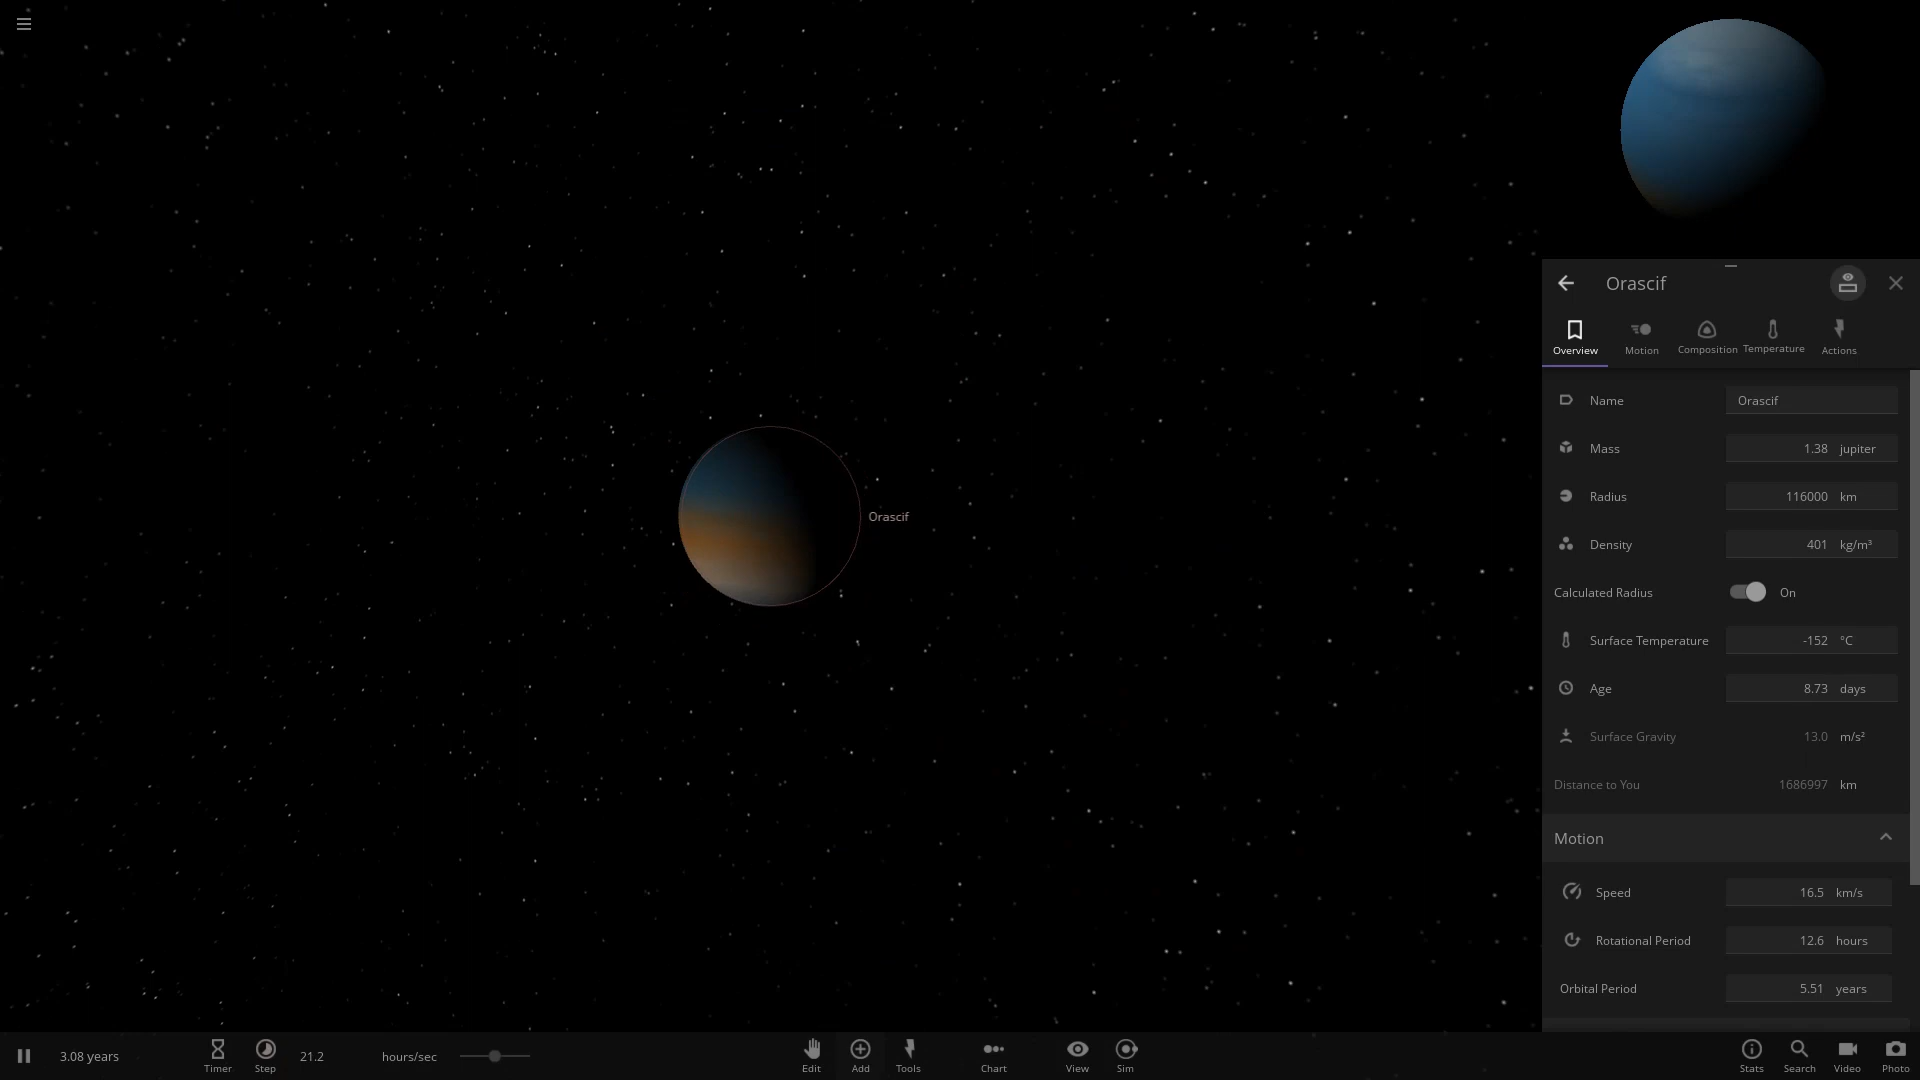 Orascif
Orascif
Overview
Motion
Composition
Temperature
Actions
Name Orascif
Mass 1.38 jupiter
Radius 116000 km
Density 401 kg/m³
Calculated Radius On
Surface Temperature -152 °C
Age 8.73 days
Surface Gravity 13.0 m/s²
Distance to You 1686997 km
Motion
Speed 16.5 km/s
Rotational Period 12.6 hours
Orbital Period 5.51 years
3.08 years
Timer
Step
21.2 hours/sec
Edit
Add
Tools
Chart
View
Sim
Stats
Search
Video
Photo